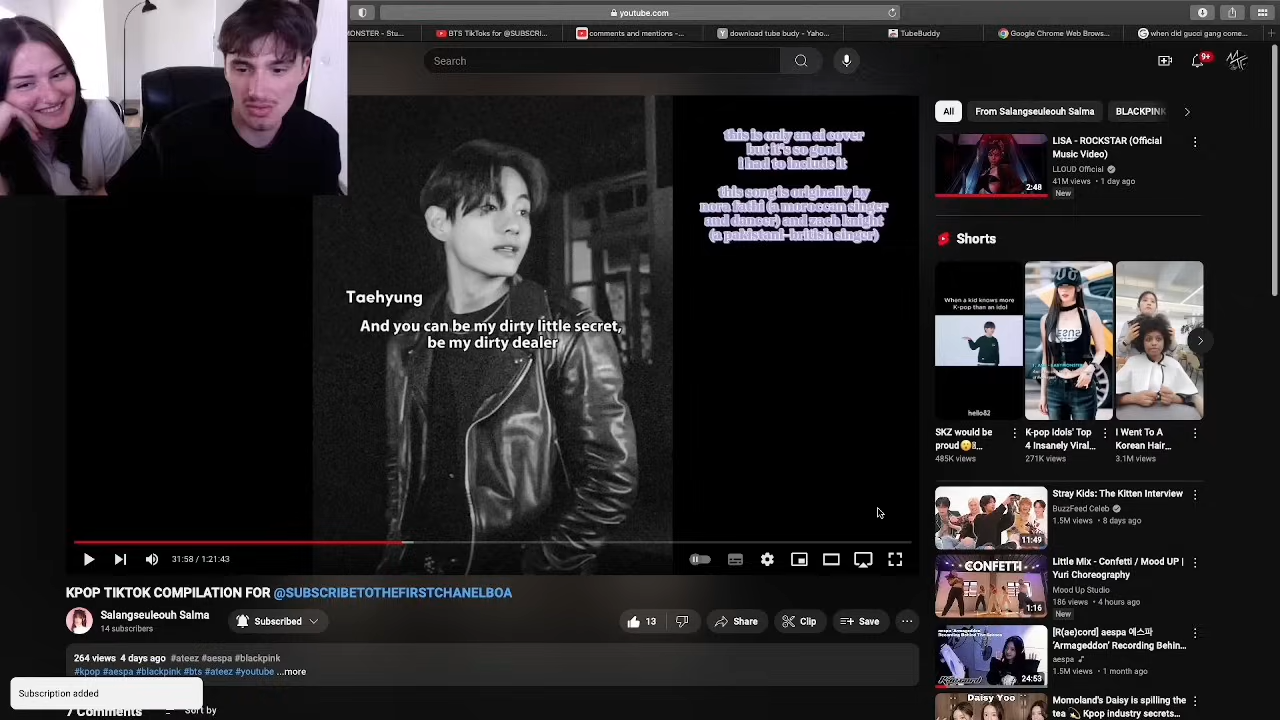 youtube.com
MONSTER - Stu...
BTS TikToks for @SUBSCRI...
comments and mentions -...
download tube budy - Yaho...
TubeBuddy
Google Chrome Web Brows...
when did gucci gang come...
Search
9+
All
From Salangseuleouh Salma
BLACKPINK
this is only an ai cover
but it's so good
i had to include it
this song is originally by
nora fathi (a moroccan singer
and dancer) and zack knight
(a pakistani-british singer)
Taehyung
And you can be my dirty little secret,
be my dirty dealer
31:58 / 1:21:43
KPOP TIKTOK COMPILATION FOR @SUBSCRIBETOTHEFIRSTCHANELBOA
Salangseuleouh Salma
14 subscribers
Subscribed
13
Share
Clip
Save
264 views 4 days ago #ateez #aespa #blackpink
#kpop #aespa #blackpink #bts #ateez #youtube ...more
Subscription added
7 Comments
Sort by
2:48
LISA - ROCKSTAR (Official
Music Video)
LLOUD Official
41M views • 1 day ago
New
Shorts
When a kid knows more
K-pop than an idol
hello82
SKZ would be
proud😮‍...
485K views
K-pop Idols' Top
4 Insanely Viral...
271K views
I Went To A
Korean Hair...
3.1M views
11:49
Stray Kids: The Kitten Interview
BuzzFeed Celeb
1.5M views • 8 days ago
CONFETTI
1:16
Little Mix - Confetti / Mood UP |
Yuri Choreography
Mood Up Studio
186 views • 4 hours ago
New
24:53
[R(ae)cord] aespa 에스파
'Armageddon' Recording Behin...
aespa
1.5M views • 1 month ago
Daisy Yoo
Momoland's Daisy is spilling the
tea Kpop industry secrets...